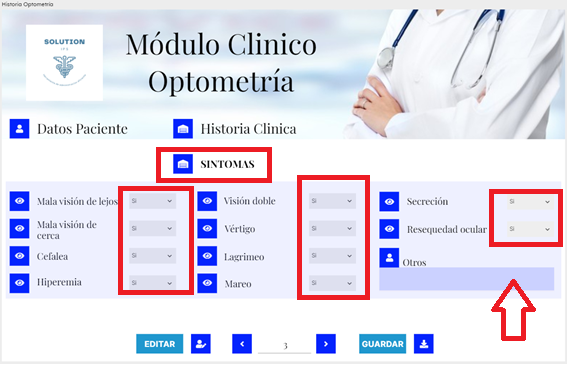 Historia Optometria
SOLUTION
IPS
Módulo Clinico
Optometría
Datos Paciente
Historia Clinica
SINTOMAS
Mala visión de lejos
Si
Visión doble
Si
Secreción
Si
Mala visión de
cerca
Si
Vértigo
Si
Resequedad ocular
Si
Cefalea
Si
Lagrimeo
Si
Otros
Hiperemia
Si
Mareo
Si
EDITAR
3
GUARDAR